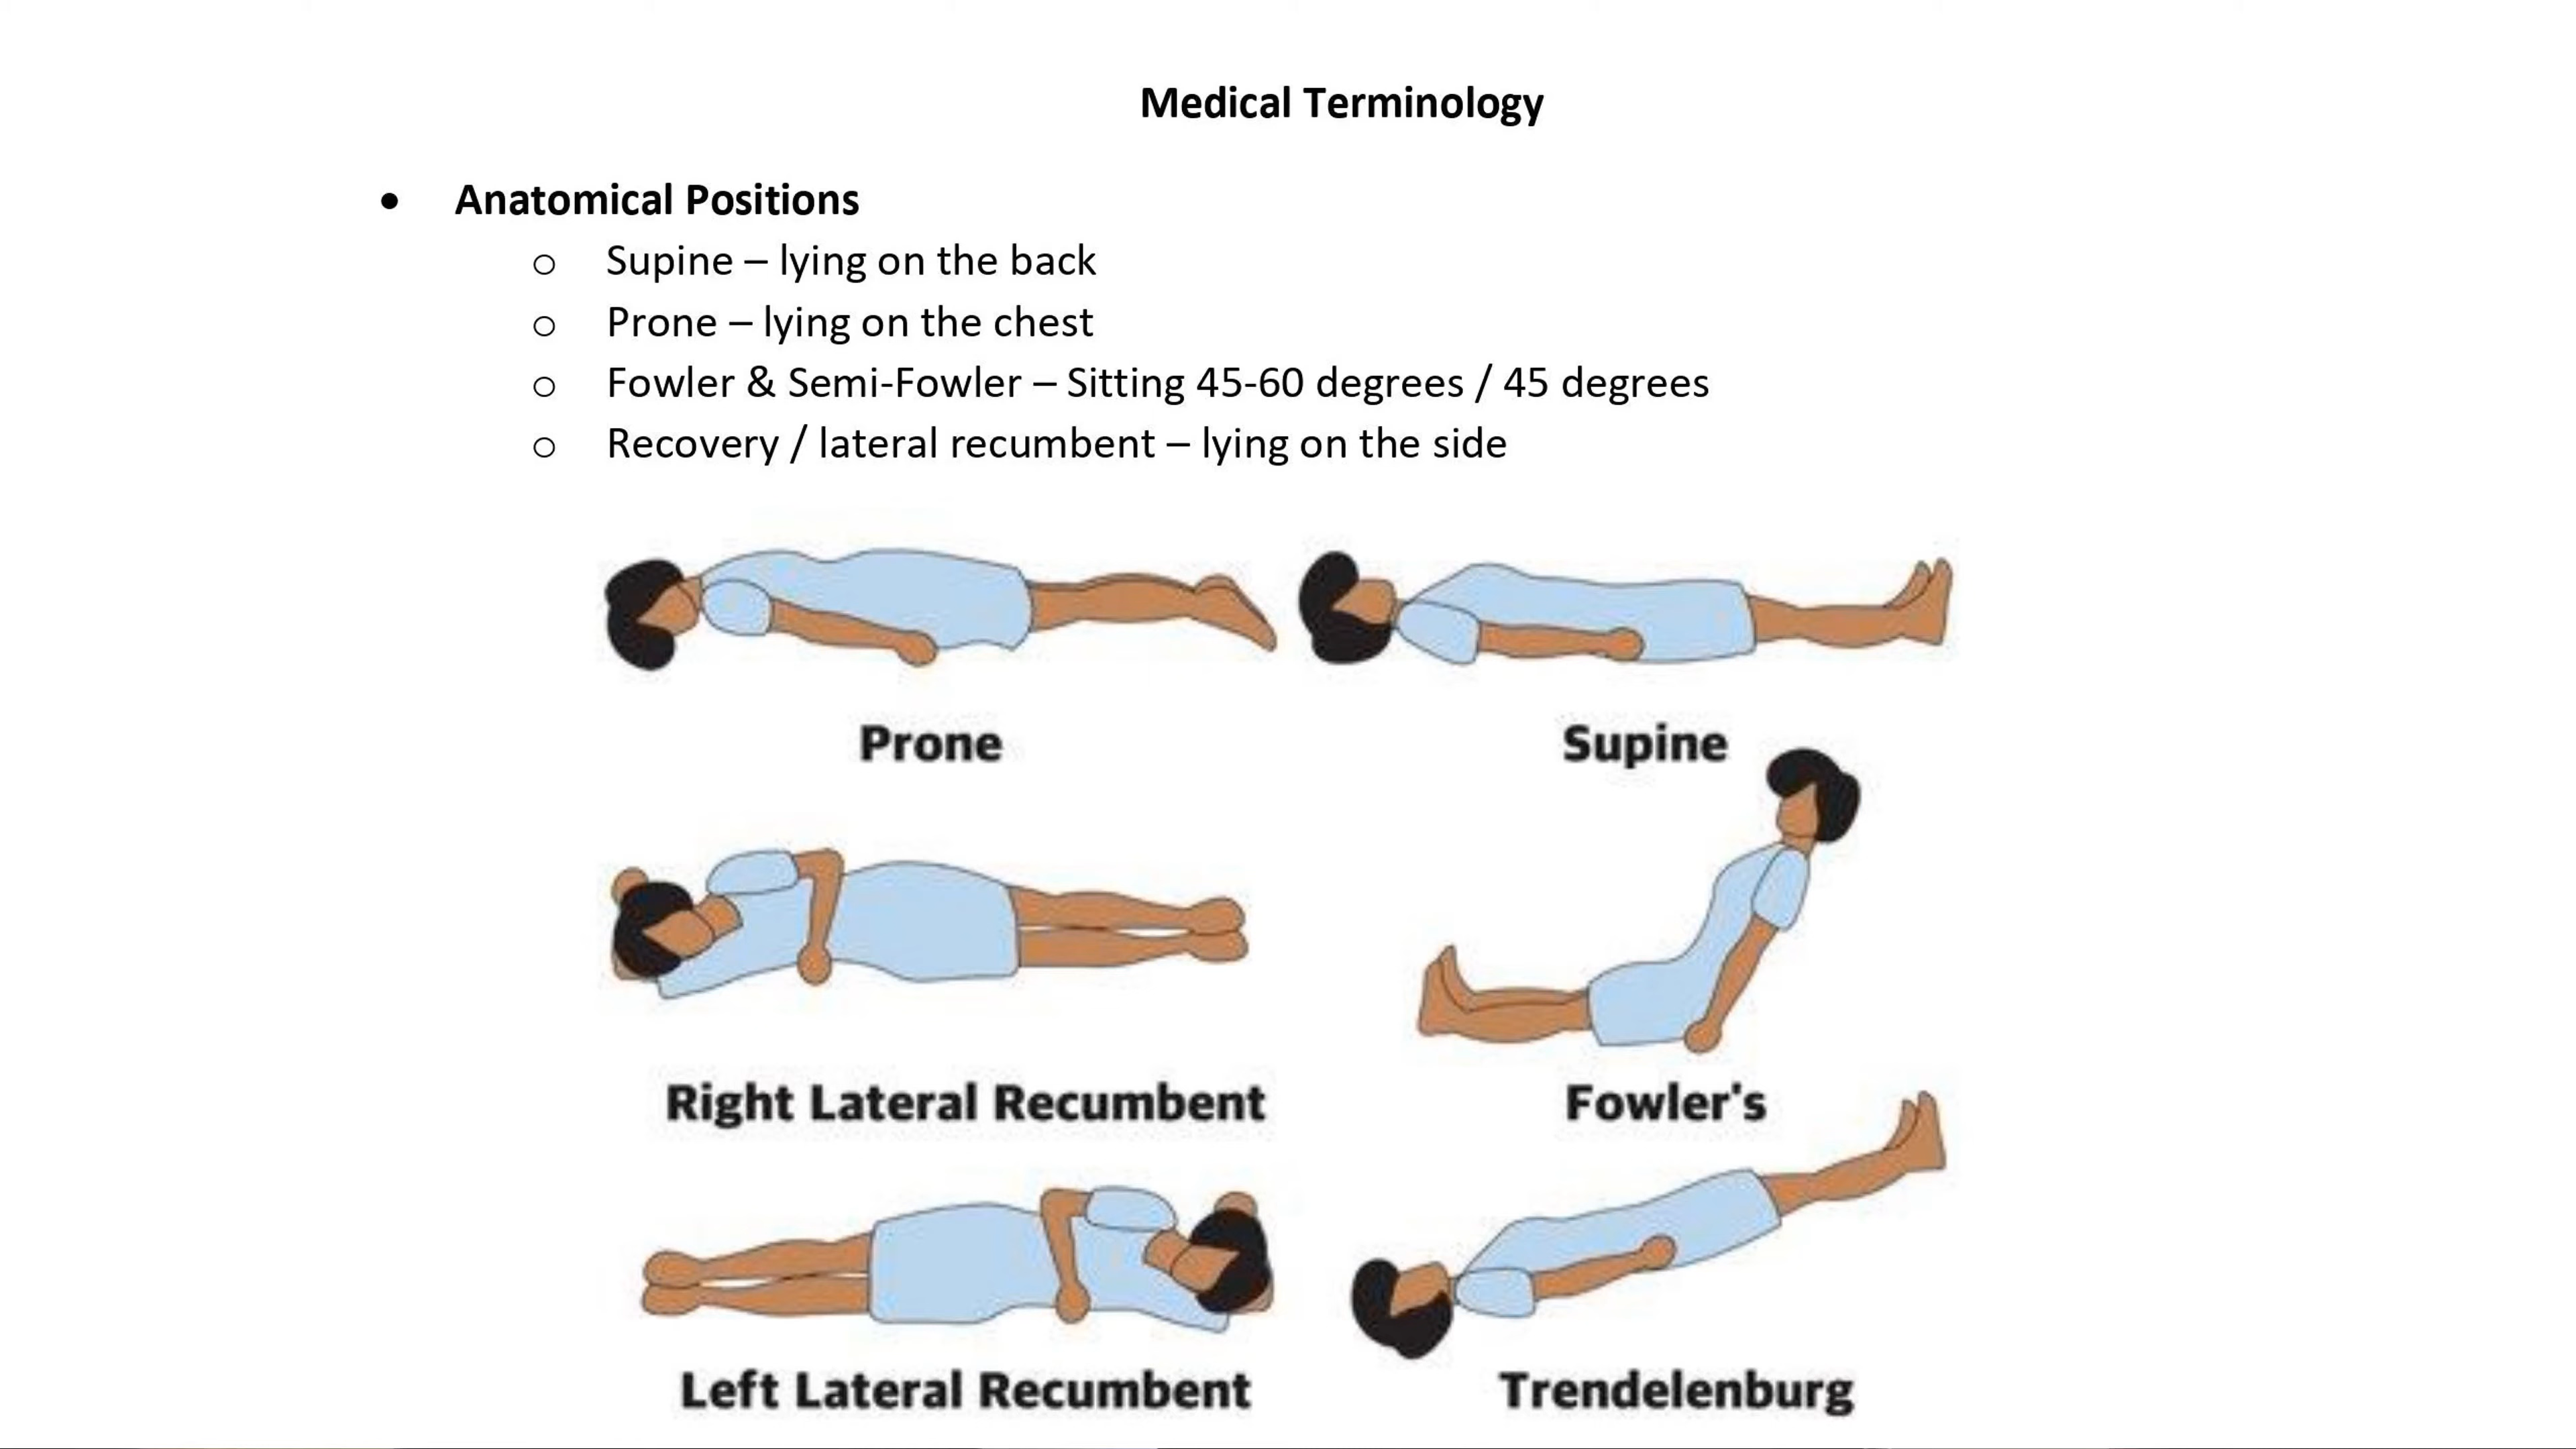 Medical Terminology
• Anatomical Positions
o Supine – lying on the back
o Prone – lying on the chest
o Fowler & Semi-Fowler – Sitting 45-60 degrees / 45 degrees
o Recovery / lateral recumbent – lying on the side
Prone
Supine
Right Lateral Recumbent
Fowler's
Left Lateral Recumbent
Trendelenburg